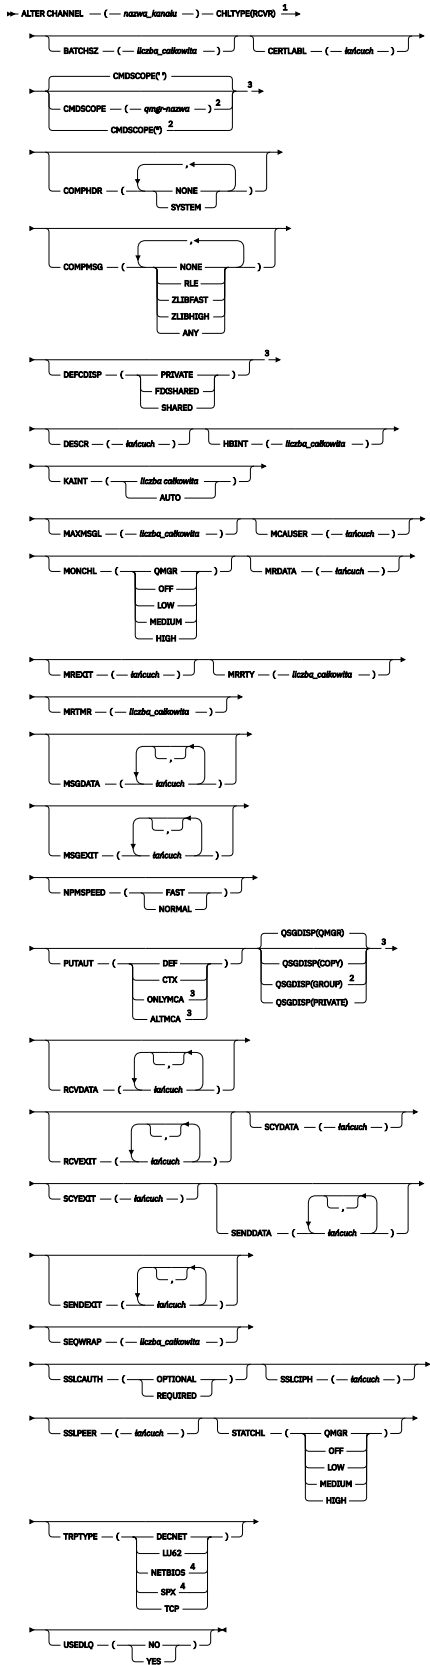 ALTER CHANNEL ( nazwa_kanału ) CHLTYPE(RCVR) 1
BATCHSZ ( liczba_całkowita ) CERTLABL ( łańcuch )
CMDSCOPE(' ')
3
CMDSCOPE ( qmgr-nazwa ) 2
CMDSCOPE(*) 2
,
COMPHDR ( NONE )
SYSTEM
,
COMPMSG ( NONE )
RLE
ZLIBFAST
ZLIBHIGH
ANY
3
DEFCDISP ( PRIVATE )
FIXSHARED
SHARED
DESCR ( łańcuch ) HBINT ( liczba_całkowita )
KAINT ( liczba całkowita )
AUTO
MAXMSGL ( liczba_całkowita ) MCAUSER ( łańcuch )
MONCHL ( QMGR ) MRDATA ( łańcuch )
OFF
LOW
MEDIUM
HIGH
MREXIT ( łańcuch ) MRRTY ( liczba_całkowita )
MRTMR ( liczba_całkowita )
,
MSGDATA ( łańcuch )
,
MSGEXIT ( łańcuch )
NPMSPEED ( FAST )
NORMAL
QSGDISP(QMGR)
3
PUTAUT ( DEF ) QSGDISP(COPY)
CTX QSGDISP(GROUP) 2
ONLYMCA 3 QSGDISP(PRIVATE)
ALTMCA 3
,
RCVDATA ( łańcuch )
,
SCYDATA ( łańcuch )
RCVEXIT ( łańcuch )
SCYEXIT ( łańcuch )
,
SENDDATA ( łańcuch )
,
SENDEXIT ( łańcuch )
SEQWRAP ( liczba_całkowita )
SSLCAUTH ( OPTIONAL ) SSLCIPH ( łańcuch )
REQUIRED
SSLPEER ( łańcuch ) STATCHL ( QMGR )
OFF
LOW
MEDIUM
HIGH
TRPTYPE ( DECNET )
LU62
NETBIOS 4
SPX 4
TCP
USEDLQ ( NO )
YES